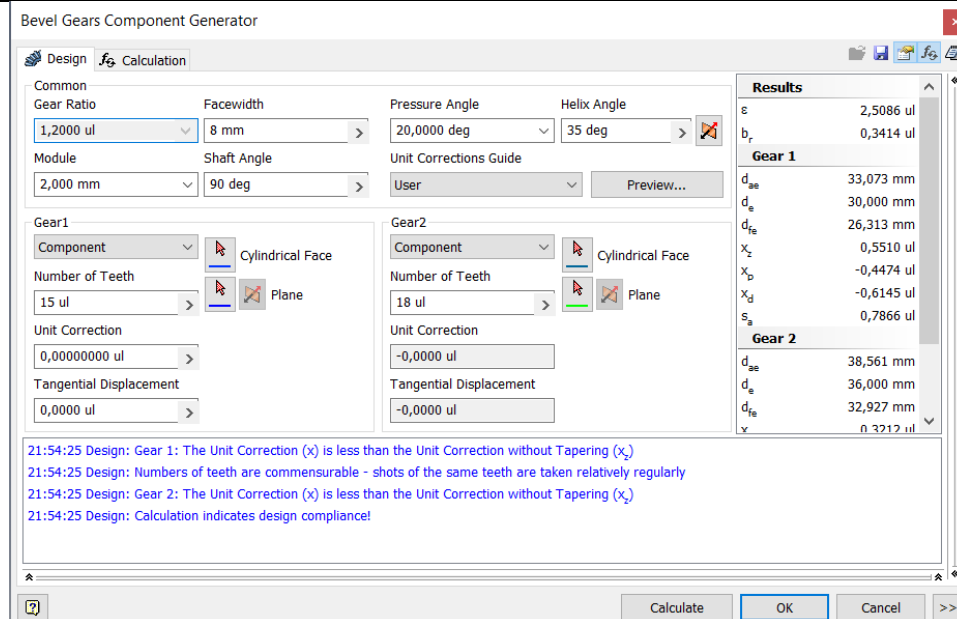 Bevel Gears Component Generator
Design
Calculation
Common
Gear Ratio
Facewidth
Pressure Angle
Helix Angle
1,2000 ul
8 mm
20,0000 deg
35 deg
Module
Shaft Angle
Unit Corrections Guide
2,000 mm
90 deg
User
Preview...
Gear1
Component
Cylindrical Face
Number of Teeth
15 ul
Plane
Unit Correction
0,00000000 ul
Tangential Displacement
0,0000 ul
Gear2
Component
Cylindrical Face
Number of Teeth
18 ul
Plane
Unit Correction
-0,0000 ul
Tangential Displacement
-0,0000 ul
Results
ε 2,5086 ul
br 0,3414 ul
Gear 1
dae 33,073 mm
de 30,000 mm
dfe 26,313 mm
xz 0,5510 ul
xp -0,4474 ul
xd -0,6145 ul
sa 0,7866 ul
Gear 2
dae 38,561 mm
de 36,000 mm
dfe 32,927 mm
x 0,3212 ul
21:54:25 Design: Gear 1: The Unit Correction (x) is less than the Unit Correction without Tapering (xz)
21:54:25 Design: Numbers of teeth are commensurable - shots of the same teeth are taken relatively regularly
21:54:25 Design: Gear 2: The Unit Correction (x) is less than the Unit Correction without Tapering (xz)
21:54:25 Design: Calculation indicates design compliance!
Calculate
OK
Cancel
>>